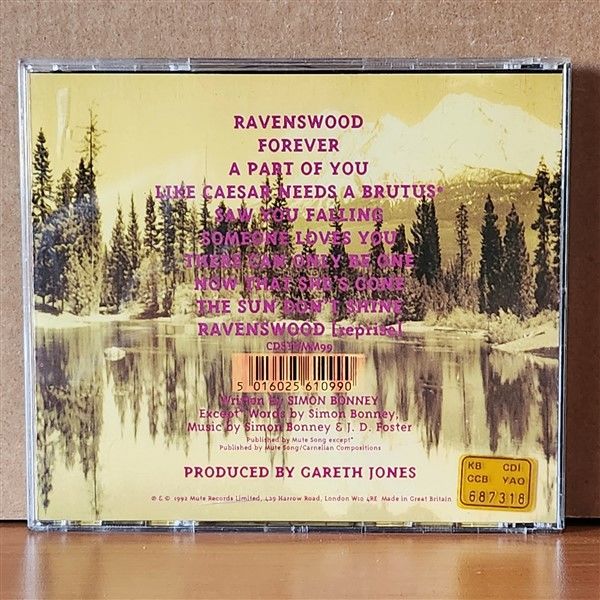 RAVENSWOOD
FOREVER
A PART OF YOU
LIKE CAESAR NEEDS A BRUTUS*
SAW YOU FALLING
SOMEONE LOVES YOU
THERE CAN ONLY BE ONE
NOW THAT SHE'S GONE
THE SUN DON'T SHINE
RAVENSWOOD [reprise]
CDSTUMM99
5 016025 610990
Written by SIMON BONNEY
Except* Words by Simon Bonney,
Music by Simon Bonney & J. D. Foster
Published by Mute Song except*
Published by Mute Song/Carnelian Compositions
PRODUCED BY GARETH JONES
℗ & © 1992 Mute Records Limited, 429 Harrow Road, London W10 4RE Made in Great Britain
KB CDI
CCB YAO
687318